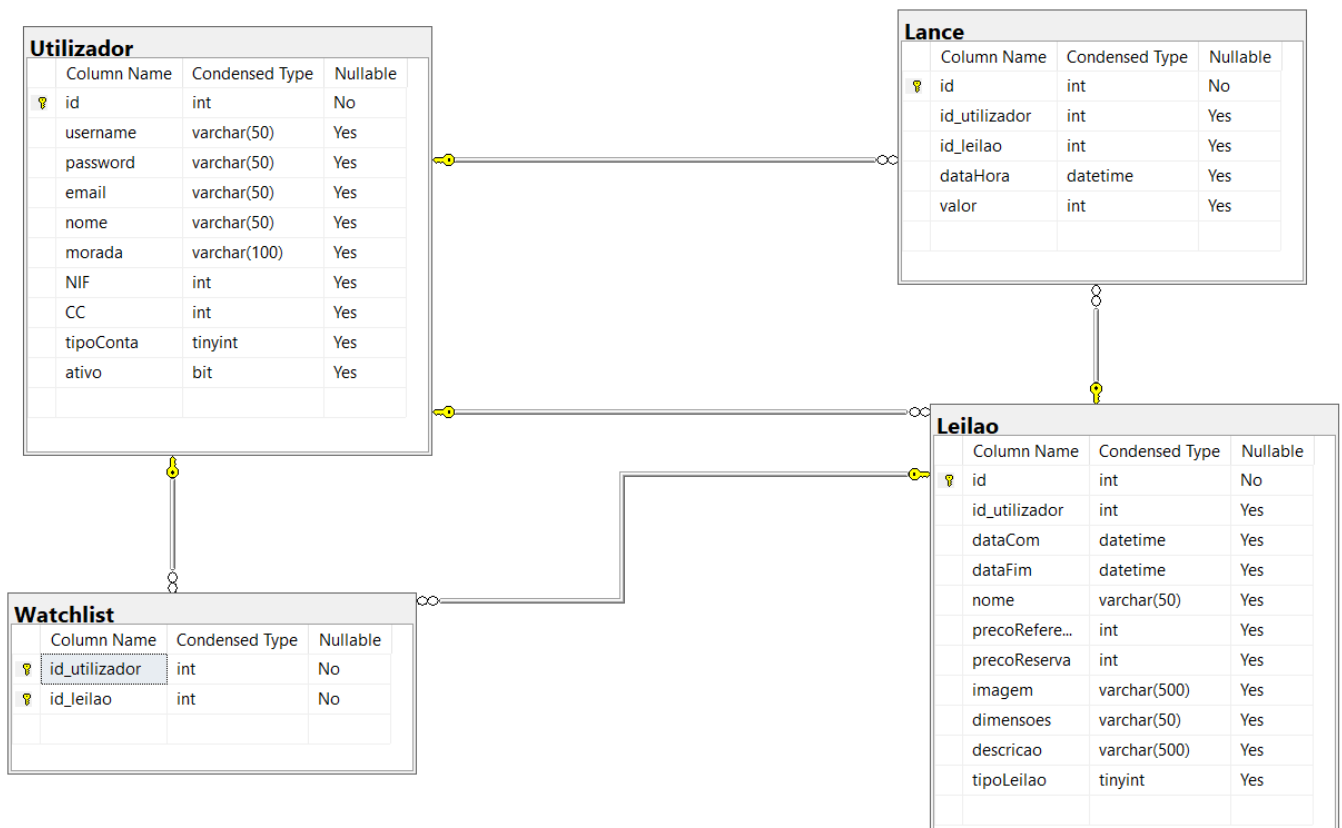 Utilizador
Column Name Condensed Type Nullable
id int No
username varchar(50) Yes
password varchar(50) Yes
email varchar(50) Yes
nome varchar(50) Yes
morada varchar(100) Yes
NIF int Yes
CC int Yes
tipoConta tinyint Yes
ativo bit Yes
Lance
Column Name Condensed Type Nullable
id int No
id_utilizador int Yes
id_leilao int Yes
dataHora datetime Yes
valor int Yes
Watchlist
Column Name Condensed Type Nullable
id_utilizador int No
id_leilao int No
Leilao
Column Name Condensed Type Nullable
id int No
id_utilizador int Yes
dataCom datetime Yes
dataFim datetime Yes
nome varchar(50) Yes
precoRefere... int Yes
precoReserva int Yes
imagem varchar(500) Yes
dimensoes varchar(50) Yes
descricao varchar(500) Yes
tipoLeilao tinyint Yes